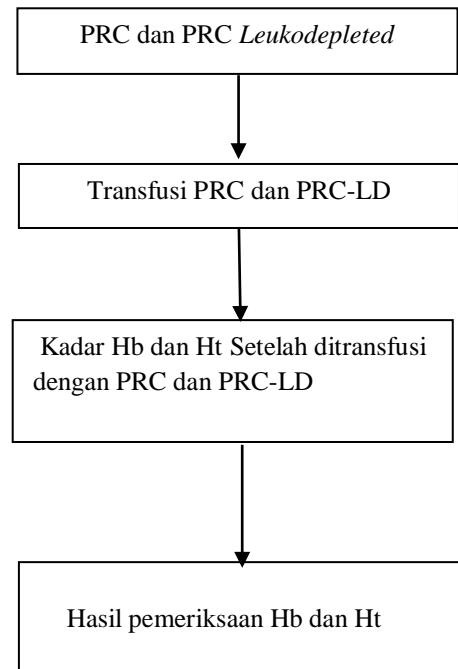 PRC dan PRC Leukodepleted
Transfusi PRC dan PRC-LD
Kadar Hb dan Ht Setelah ditransfusi
dengan PRC dan PRC-LD
Hasil pemeriksaan Hb dan Ht